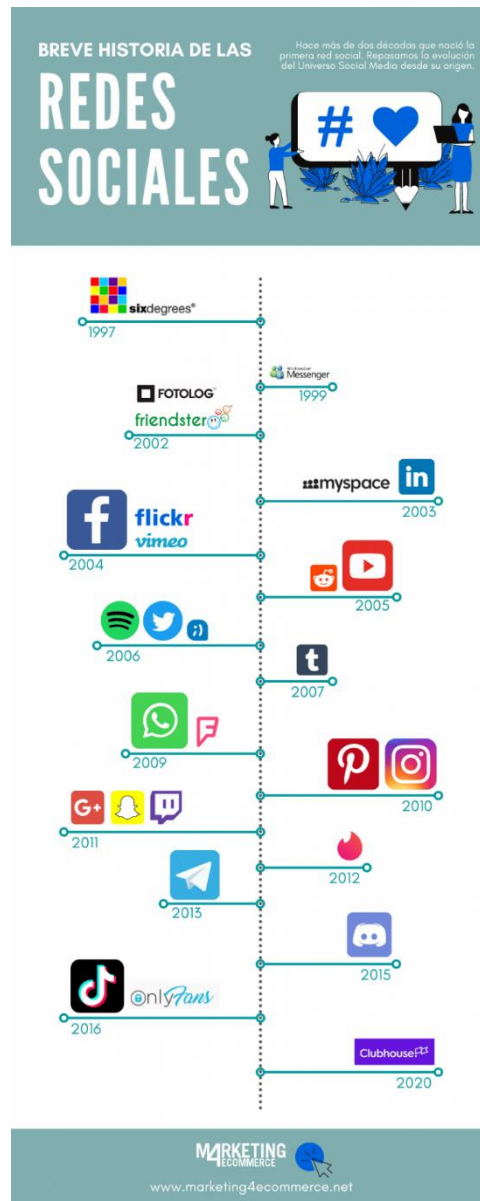 BREVE HISTORIA DE LAS
REDES
SOCIALES
Hace más de dos décadas que nació la
primera red social. Repasamos la evolución
del Universo Social Media desde su origen.
#
sixdegrees®
1997
Messenger
1999
FOTOLOG™
friendster
2002
myspace
in
2003
f
flickr
vimeo
2004
2005
2006
t
2007
2009
2010
G+
2011
2012
2013
2015
OnlyFans
2016
Clubhouse
2020
M4RKETING
ECOMMERCE
www.marketing4ecommerce.net